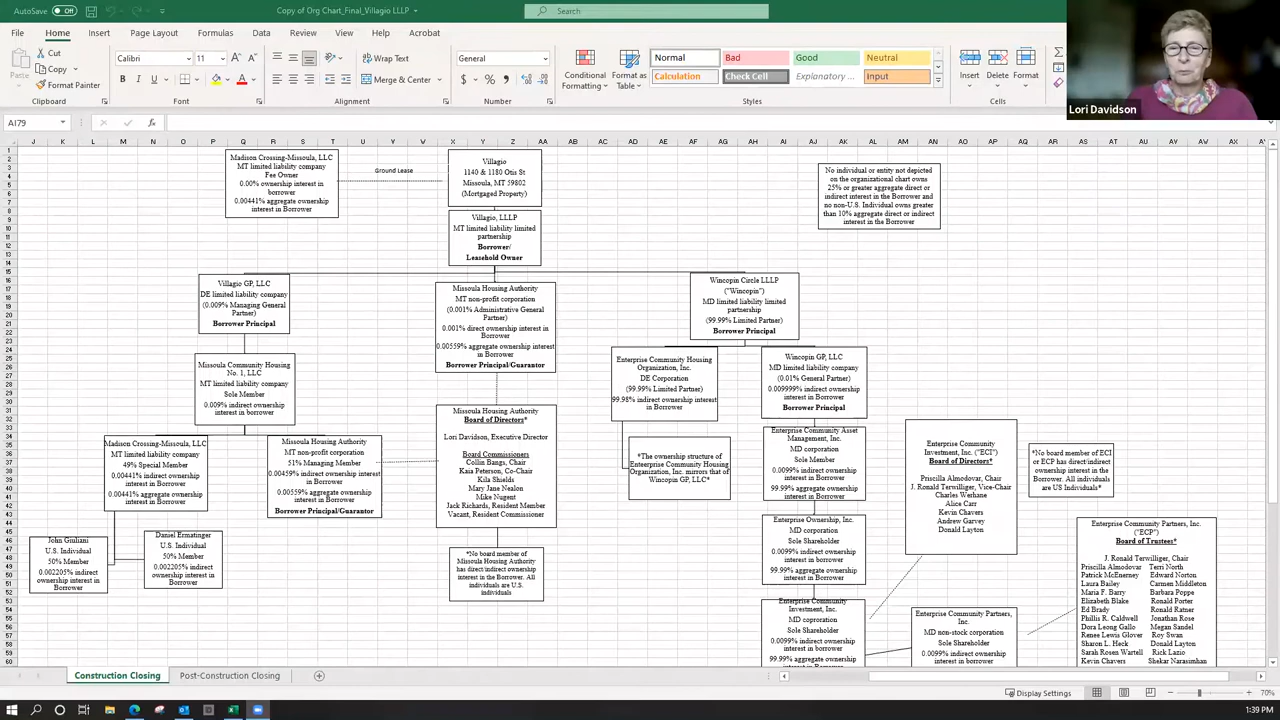 AutoSave Off
Copy of Org Chart_Final_Villagio LLLP
Search
File Home Insert Page Layout Formulas Data Review View Help Acrobat
Paste
Cut
Copy
Format Painter
Clipboard
Calibri 11
B I U
Font
Wrap Text
Merge & Center
Alignment
General
$ % ,
Number
Conditional Formatting
Format as Table
Normal Bad Good Neutral
Calculation Check Cell Explanatory ... Input
Styles
Insert Delete Format
Cells
Lori Davidson
AI79
fx
J K L M N O P Q R S T U V W X Y Z AA AB AC AD AE AF AG AH AI AJ AK AL AM AN AO AP AQ AR AS AT AU AV AW AX
Madison Crossing-Missoula, LLC
MT limited liability company
Fee Owner
0.00% ownership interest in
borrower
0.00441% aggregate ownership
interest in Borrower
Ground Lease
Villagio
1140 & 1180 Otis St
Missoula, MT 59802
(Mortgaged Property)
No individual or entity not depicted
on the organizational chart owns
25% or greater aggregate direct or
indirect interest in the Borrower and
no non-U.S. Individual owns greater
than 10% aggregate direct or indirect
interest in the Borrower
Villagio, LLLP
MT limited liability limited
partnership
Borrower/
Leasehold Owner
Villagio GP, LLC
DE limited liability company
(0.009% Managing General
Partner)
Borrower Principal
Missoula Housing Authority
MT non-profit corporation
(0.001% Administrative General
Partner)
0.001% direct ownership interest in
Borrower
0.00559% aggregate ownership
interest in Borrower
Borrower Principal/Guarantor
Wincopin Circle LLLP
("Wincopin")
MD limited liability limited
partnership
(99.99% Limited Partner)
Borrower Principal
Missoula Community Housing
No. 1, LLC
MT limited liability company
Sole Member
0.009% indirect ownership
interest in borrower
Enterprise Community Housing
Organization, Inc.
DE Corporation
(99.99% Limited Partner)
99.98% indirect ownership interest
in Borrower
Wincopin GP, LLC
MD limited liability company
(0.01% General Partner)
0.009999% indirect ownership
interest in borrower
Borrower Principal
Madison Crossing-Missoula, LLC
MT limited liability company
49% Special Member
0.00441% indirect ownership
interest in borrower
0.00441% aggregate ownership
interest in Borrower
Missoula Housing Authority
MT non-profit corporation
51% Managing Member
0.00459% indirect ownership interest
in Borrower
0.00559% aggregate ownership
interest in Borrower
Borrower Principal/Guarantor
Missoula Housing Authority
Board of Directors*
Lori Davidson, Executive Director
Board Commissioners
Collin Bangs, Chair
Kaia Peterson, Co-Chair
Kila Shields
Mary Jane Nealon
Mike Nugent
Jack Richards, Resident Member
Vacant, Resident Commissioner
*The ownership structure of
Enteerprise Community Housing
Organization, Inc. mirrors that of
Wincopin GP, LLC*
Enterprise Community Asset
Management, Inc.
MD corporation
Sole Member
0.0099% indirect ownership
interest in borrower
99.99% aggregate ownership
interest in Borrower
Enterprise Community
Investment, Inc. ("ECI")
Board of Directors*
Priscilla Almodovar, Chair
J. Ronald Terwilliger, Vice-Chair
Charles Werhane
Alice Carr
Kevin Chavers
Andrew Garvey
Donald Layton
*No board member of ECI
or ECP has direct/indirect
ownership interest in the
Borrower. All individuals
are US Individuals*
John Giuliani
U.S. Individual
50% Member
0.002205% indirect
ownership interest in
Borrower
Daniel Ermatinger
U.S. Individual
50% Member
0.002205% indirect
ownership interest in
Borrower
*No board member of
Missoula Housing Authority
has direct/indirect ownership
interest in the Borrower. All
individuals are U.S.
individuals
Enterprise Ownership, Inc.
MD corporation
Sole Shareholder
0.0099% indirect ownership
interest in borrower
99.99% aggregate ownership
interest in Borrower
Enterprise Community
Investment, Inc.
MD coproration
Sole Shareholder
0.0099% indirect ownership
interest in borrower
99.99% aggregate ownership
Enterprise Community Partners,
Inc.
MD non-stock corporation
Sole Shareholder
0.0099% indirect ownership
interest in borrower
Enterprise Community Partners, Inc.
("ECP")
Board of Trustees*
J. Ronald Terwilliger, Chair
Priscilla Almodovar Terri North
Patrick McEnerney Edward Norton
Laura Bailey Carmen Middleton
Maria F. Barry Barbara Poppe
Elizabeth Blake Ronald Porter
Ed Brady Ronald Ratner
Phillis R. Caldwell Jonathan Rose
Dora Leong Gallo Megan Sandel
Renee Lewis Glover Roy Swan
Sharon L. Heck Donald Layton
Sarah Rosen Wartell Rick Lazio
Kevin Chavers Shekar Narasimhan
Construction Closing
Post-Construction Closing
Display Settings
70%
1:39 PM